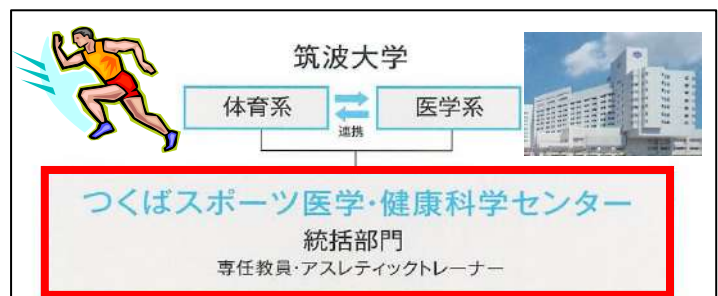 筑波大学
体育系
連携
医学系
つくばスポーツ医学・健康科学センター
統括部門
専任教員・アスレティックトレーナー